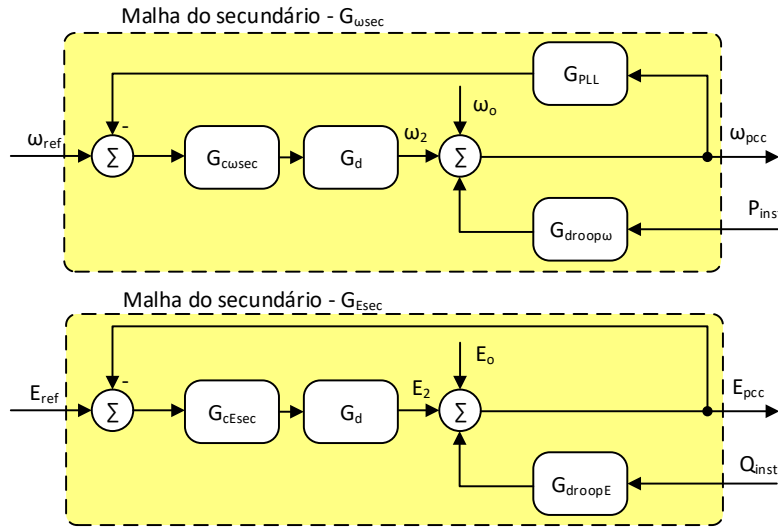 Malha do secundário - Gωsec
GPLL
-
ωo
ωref
ω2
ωpcc
Σ
Gcωsec
Gd
Σ
Pinst
Gdroopω
Malha do secundário - GEsec
-
Eo
Eref
E2
Epcc
Σ
GcEsec
Gd
Σ
Qinst
GdroopE